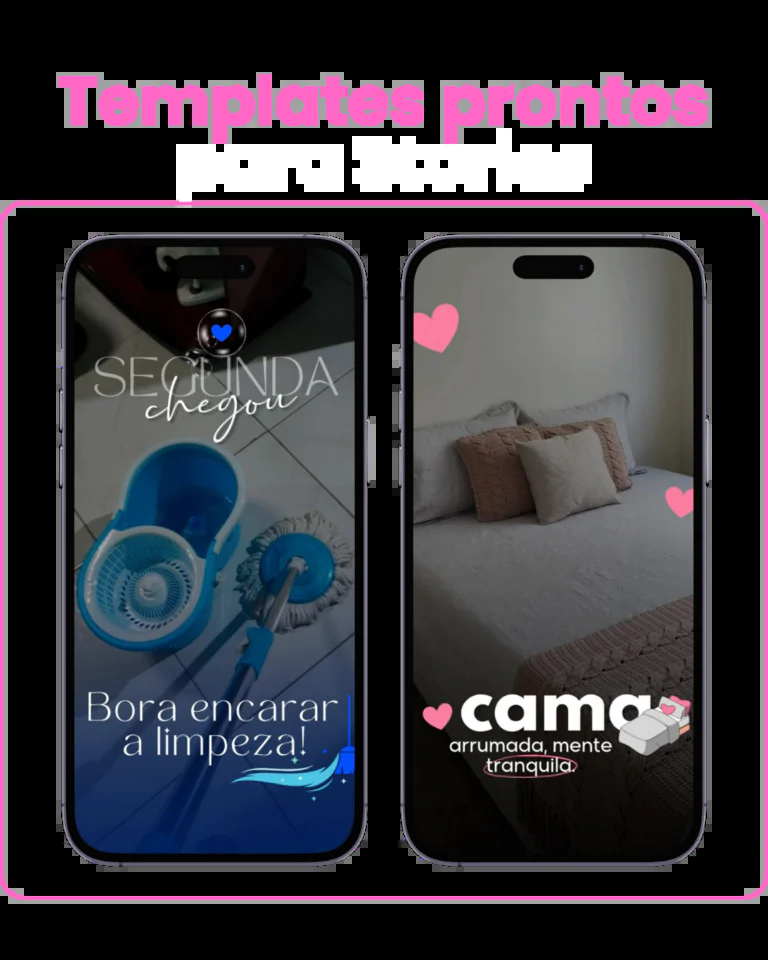 Templates prontos
para Stories
SEGUNDA
chegou
Bora encarar
a limpeza!
cama
arrumada, mente
tranquila.